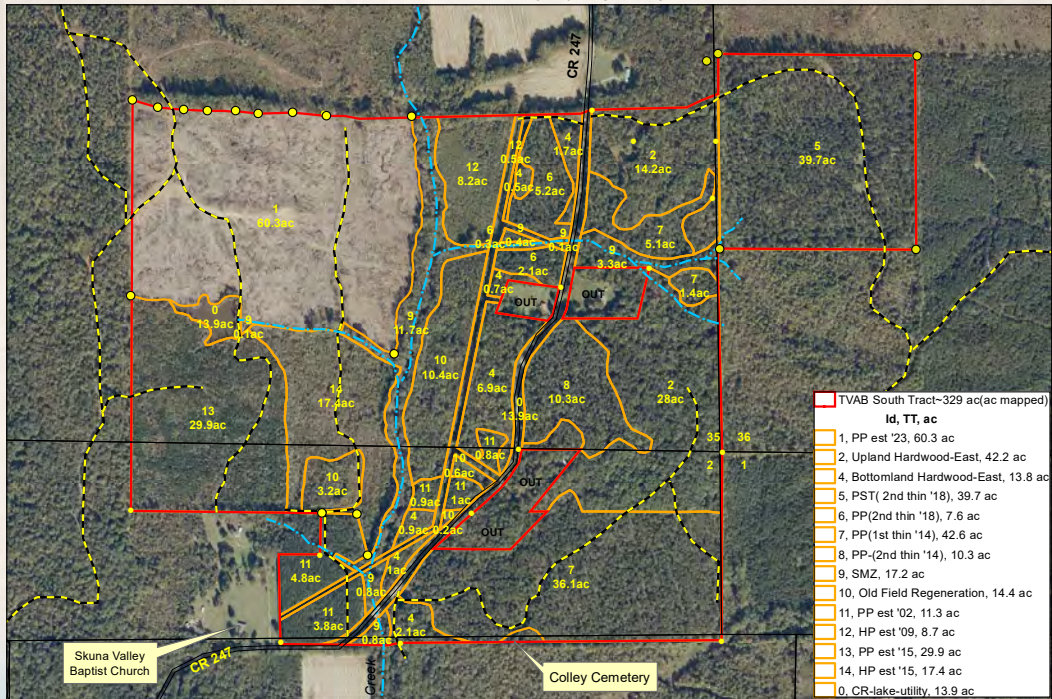 CR 247
12
0.5ac
4
1.7ac
2
14.2ac
5
39.7ac
12
8.2ac
4
0.5ac
6
5.2ac
1
60.3ac
6
0.3ac
9
0.4ac
9
0.1ac
7
5.1ac
9
3.3ac
6
2.1ac
4
0.7ac
OUT
OUT
7
1.4ac
0
13.9ac
9
0.1ac
9
11.7ac
10
10.4ac
4
6.9ac
8
10.3ac
2
28ac
14
17.4ac
0
13.9ac
13
29.9ac
11
0.8ac
35
36
2
1
10
0.6ac
10
3.2ac
11
0.9ac
11
1ac
OUT
4
0.9ac
10
0.2ac
OUT
11
4.8ac
4
1ac
9
0.8ac
7
36.1ac
11
3.8ac
9
0.8ac
4
2.1ac
Skuna Valley
Baptist Church
CR 247
Creek
Colley Cemetery
TVAB South Tract~329 ac(ac mapped)
Id, TT, ac
1, PP est '23, 60.3 ac
2, Upland Hardwood-East, 42.2 ac
4, Bottomland Hardwood-East, 13.8 ac
5, PST( 2nd thin '18), 39.7 ac
6, PP(2nd thin '18), 7.6 ac
7, PP(1st thin '14), 42.6 ac
8, PP-(2nd thin '14), 10.3 ac
9, SMZ, 17.2 ac
10, Old Field Regeneration, 14.4 ac
11, PP est '02, 11.3 ac
12, HP est '09, 8.7 ac
13, PP est '15, 29.9 ac
14, HP est '15, 17.4 ac
0, CR-lake-utility, 13.9 ac